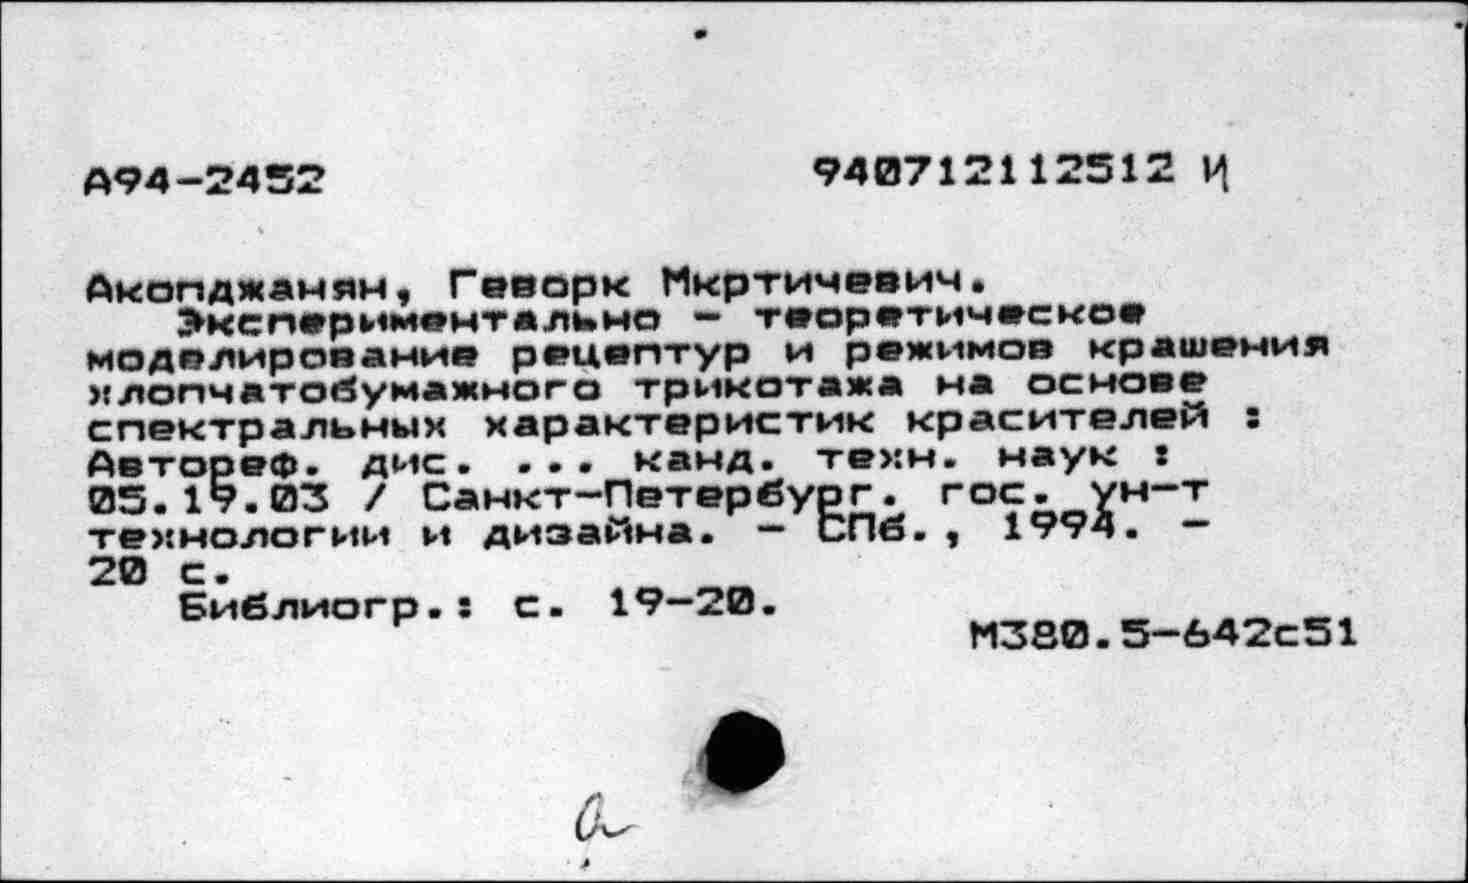 А94-2452
940712112512 И
Акопджанян, Геворк Мкртичевич.
Экспериментально - теоретическое
моделирование рецептур и режимов крашения
хлопчатобумажного трикотажа на основе
спектральных характеристик красителей :
Автореф. дис. ... канд. техн. наук :
05.19.03 / Санкт-Петербург. гос. ун-т
технологии и дизайна. - СПб., 1994. -
20 с.
Библиогр.: с. 19-20.
М380.5-642с51